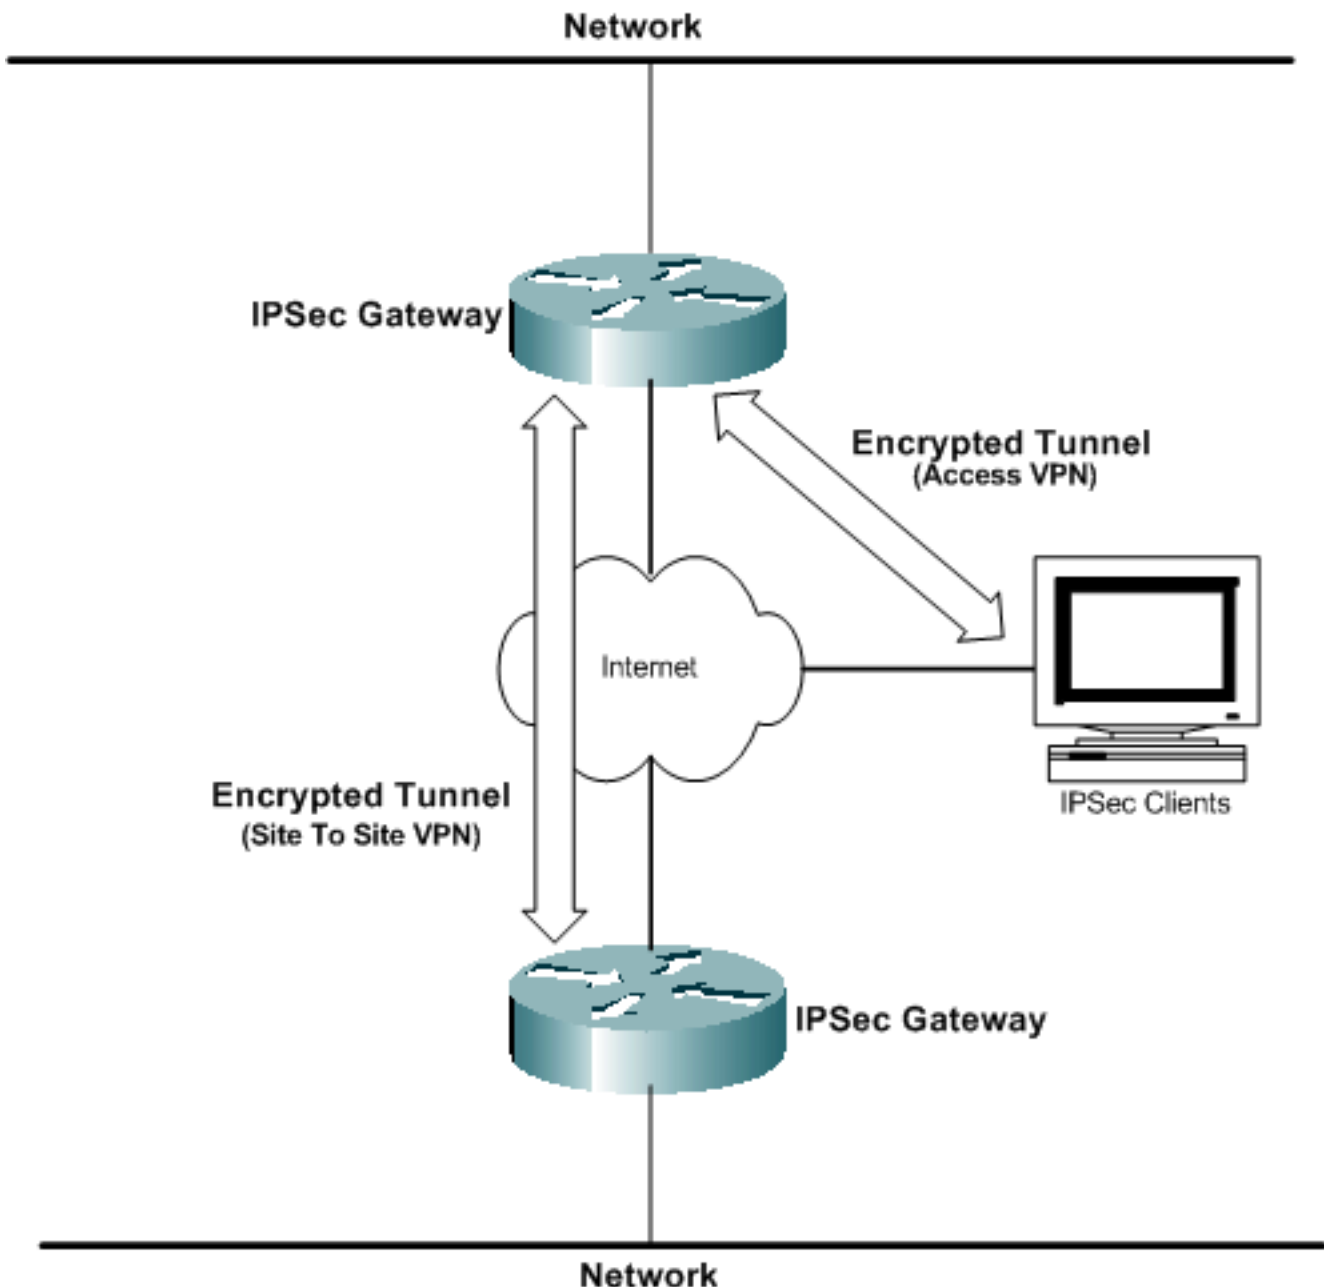 Network
IPSec Gateway
Encrypted Tunnel
(Access VPN)
Internet
Encrypted Tunnel
(Site To Site VPN)
IPSec Clients
IPSec Gateway
Network